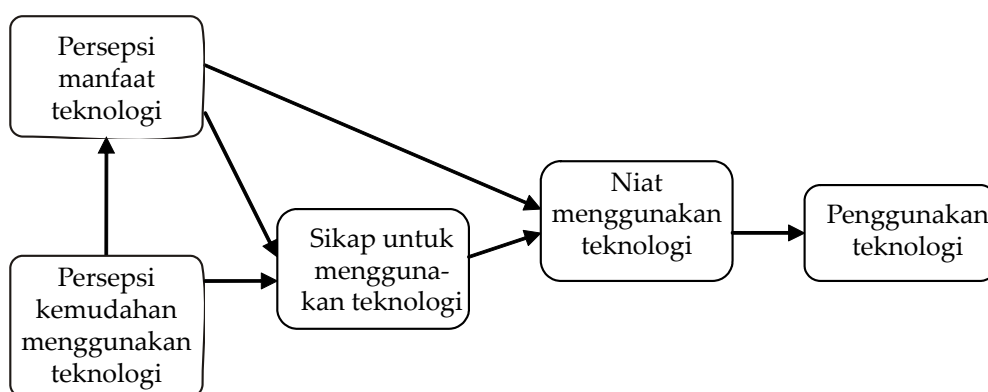 Persepsi
manfaat
teknologi
Persepsi
kemudahan
menggunakan
teknologi
Sikap untuk
mengguna-
kan teknologi
Niat
menggunakan
teknologi
Penggunakan
teknologi